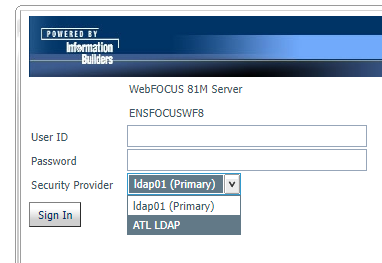 POWERED BY
Information
Builders
WebFOCUS 81M Server
ENSFOCUSWF8
User ID
Password
Security Provider
ldap01 (Primary)
ldap01 (Primary)
ATL LDAP
Sign In